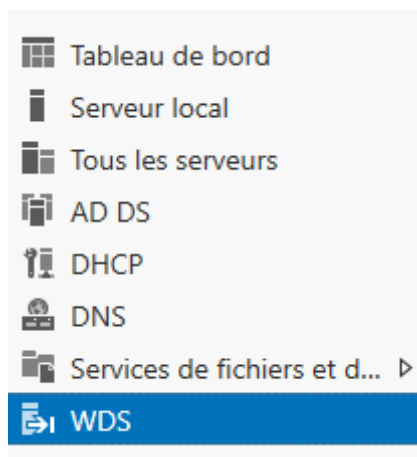 Tableau de bord
Serveur local
Tous les serveurs
AD DS
DHCP
DNS
Services de fichiers et d...
WDS